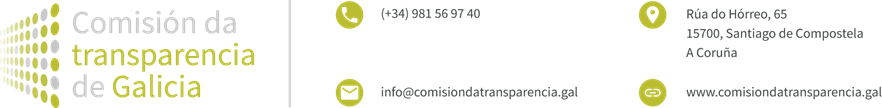 Comisión da
transparencia
de Galicia
(+34) 981 56 97 40
info@comisiondatransparencia.gal
Rúa do Hórreo, 65
15700, Santiago de Compostela
A Coruña
www.comisiondatransparencia.gal